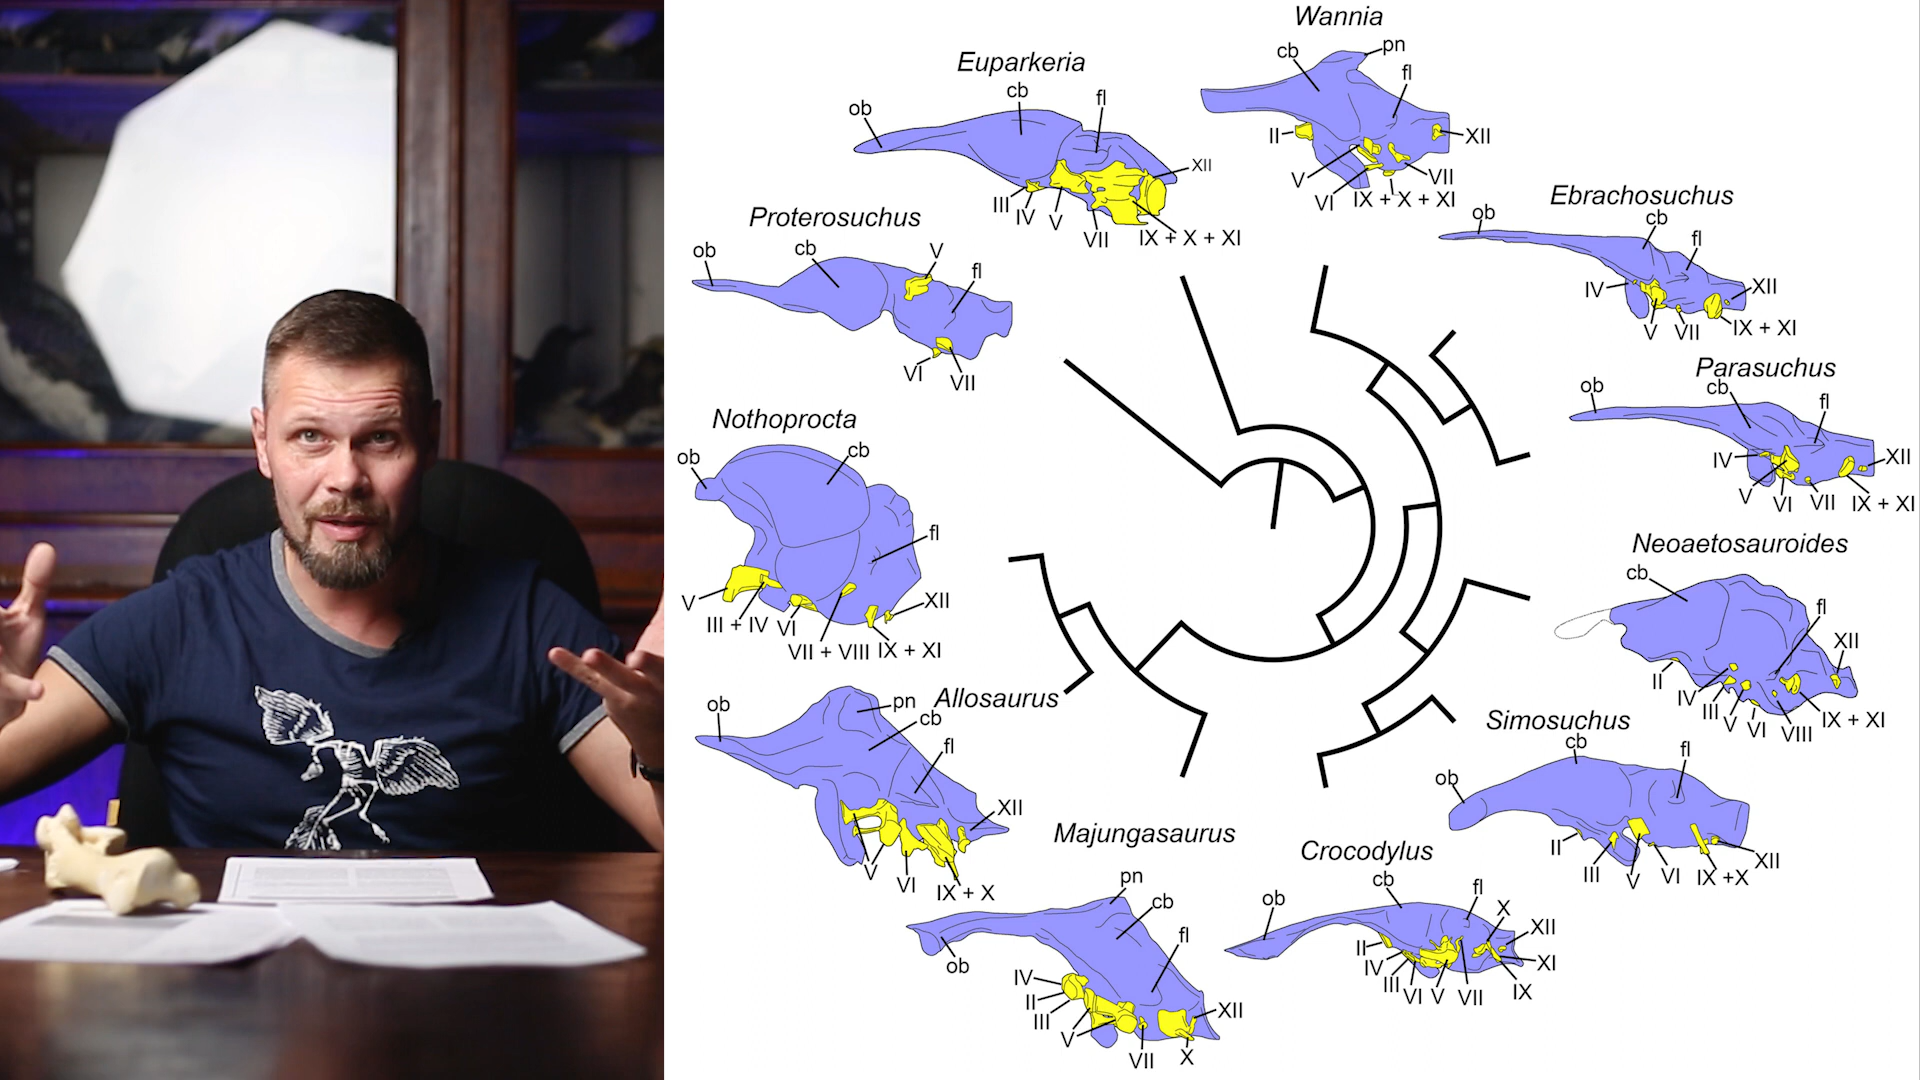 Wannia
cb
pn
fl
II
XII
V
VII
VI
IX + X + XI
Euparkeria
ob
cb
fl
XII
III
IV
V
VII
IX + X + XI
Ebrachosuchus
ob
cb
fl
IV
XII
V
VII
IX + XI
Proterosuchus
ob
cb
V
fl
VI
VII
Parasuchus
ob
cb
fl
IV
XII
V
VI
VII
IX + XI
Nothoprocta
ob
cb
fl
V
XII
III + IV
VI
VII + VIII
IX + XI
Neoaetosauroides
cb
fl
XII
II
IV
III
V
VI
VIII
IX + XI
Allosaurus
ob
pn
cb
fl
XII
V
VI
IX + X
Simosuchus
cb
fl
ob
II
III
V
VI
IX +X
XII
Majungasaurus
pn
cb
fl
ob
IV
II
III
V
VII
X
XII
Crocodylus
cb
fl
ob
X
XII
II
IV
III
VI
V
VII
XI
IX